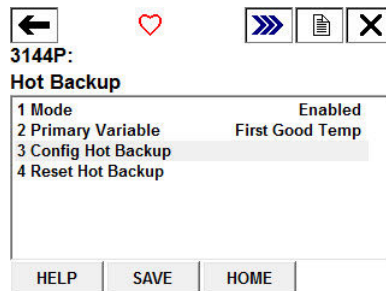 3144P:
Hot Backup
1 Mode Enabled
2 Primary Variable First Good Temp
3 Config Hot Backup
4 Reset Hot Backup
HELP SAVE HOME